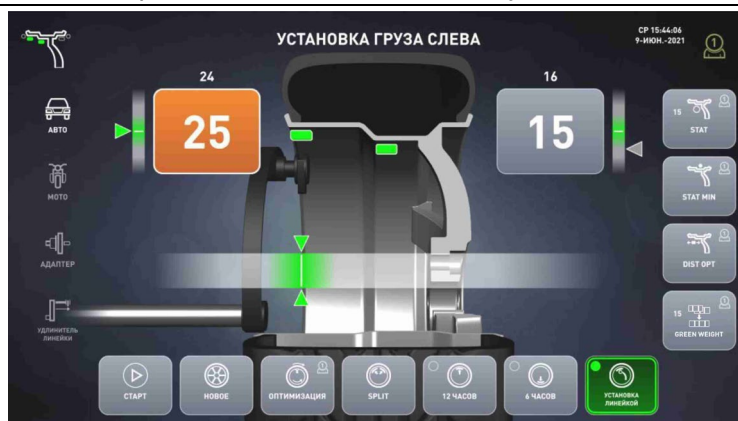 УСТАНОВКА ГРУЗА СЛЕВА
СР 15:44:06
9-ИЮН.-2021
1
24
16
25
15
АВТО
МОТО
АДАПТЕР
УДЛИНИТЕЛЬ
ЛИНЕЙКИ
15
STAT
STAT MIN
DIST OPT
15
GREEN WEIGHT
СТАРТ
НОВОЕ
ОПТИМИЗАЦИЯ
SPLIT
12 ЧАСОВ
6 ЧАСОВ
УСТАНОВКА
ЛИНЕЙКОЙ